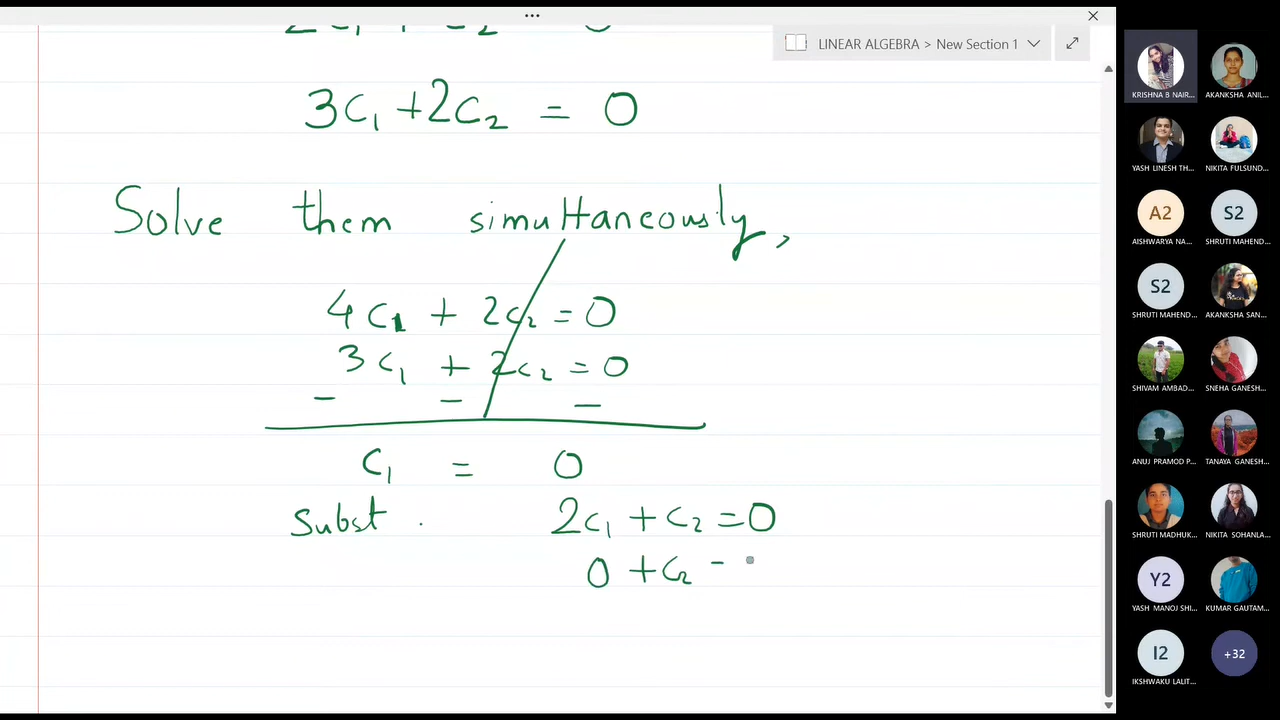 LINEAR ALGEBRA > New Section 1
3C₁ + 2C₂ = 0
Solve them simultaneously,
4C₁ + 2C₂ = 0
3C₁ + 2C₂ = 0
− − −
C₁ = 0
Subst . 2C₁ + C₂ = 0
0 + C₂ =
KRISHNA B NAIR...
AKANKSHA ANIL...
YASH LINESH TH...
NIKITA FULSUND...
A2
S2
AISHWARYA NA...
SHRUTI MAHEND...
S2
SHRUTI MAHEND...
AKANKSHA SAN...
SHIVAM AMBAD...
SNEHA GANESH...
ANUJ PRAMOD P...
TANAYA GANESH...
SHRUTI MADHUK...
NIKITA SOHANLA...
Y2
YASH MANOJ SHI...
KUMAR GAUTAM...
I2
+32
IKSHWAKU LALIT...